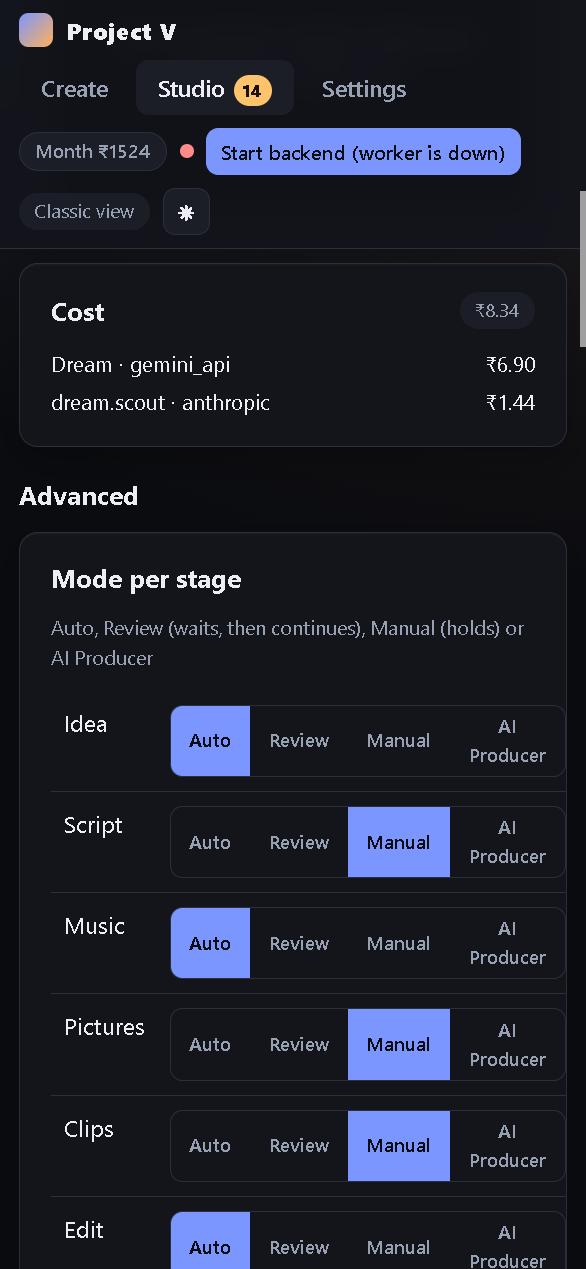 Project V
Create
Studio 14
Settings
Month ₹1524
Start backend (worker is down)
Classic view
Cost
₹8.34
Dream · gemini_api
₹6.90
dream.scout · anthropic
₹1.44
Advanced
Mode per stage
Auto, Review (waits, then continues), Manual (holds) or
AI Producer
Idea
Auto
Review
Manual
AI
Producer
Script
Auto
Review
Manual
AI
Producer
Music
Auto
Review
Manual
AI
Producer
Pictures
Auto
Review
Manual
AI
Producer
Clips
Auto
Review
Manual
AI
Producer
Edit
Auto
Review
Manual
AI
Producer